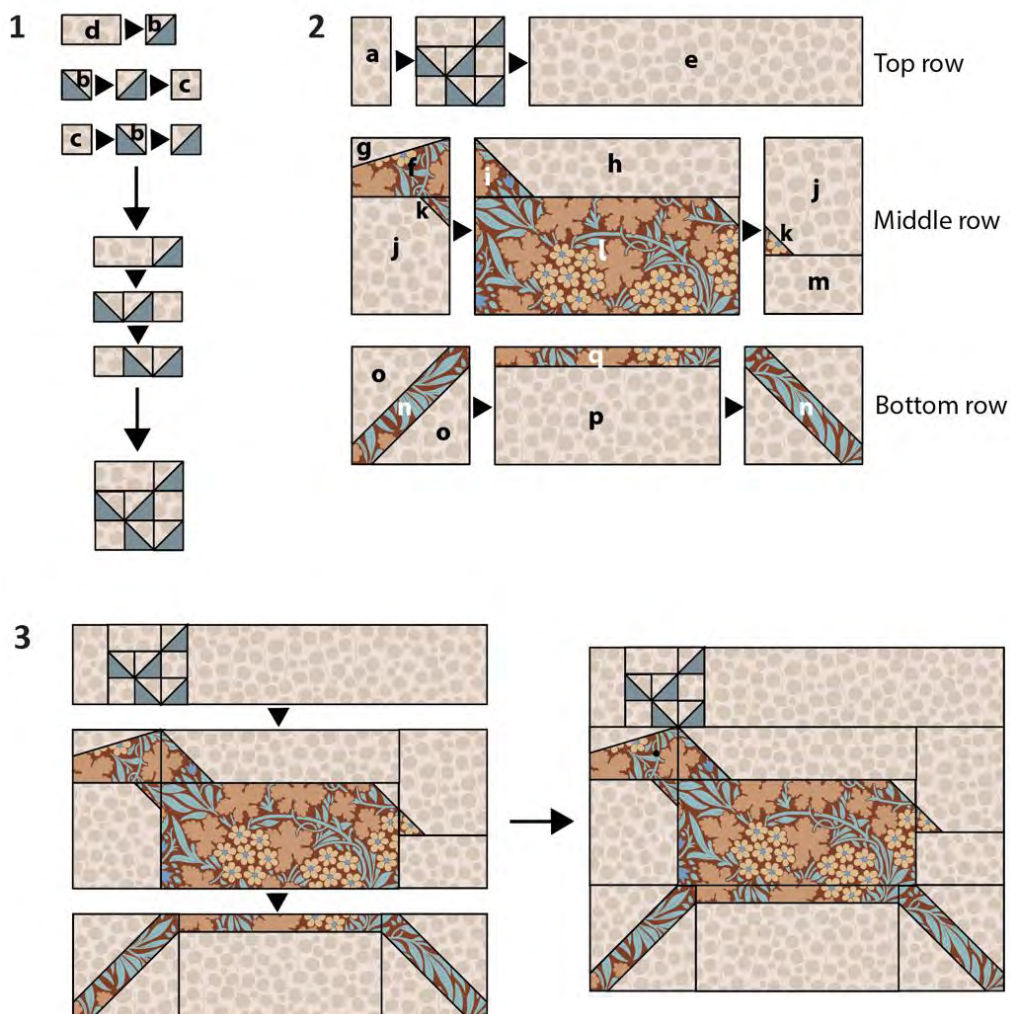 1
d b
b c
c b
2
a e Top row
g f k j i h l j k m Middle row
o n o q p n Bottom row
3